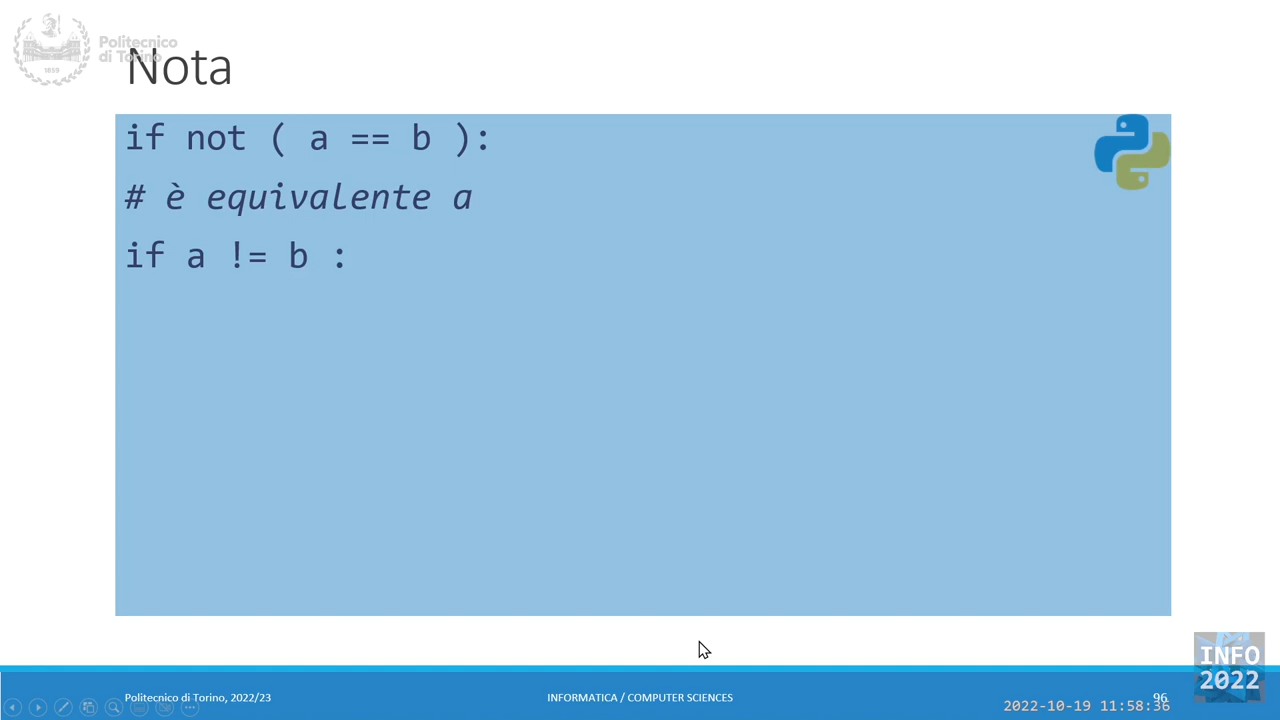 Politecnico
di Torino
1859
Nota
if not ( a == b ):
# è equivalente a
if a != b :
INFO
2022
Politecnico di Torino, 2022/23
INFORMATICA / COMPUTER SCIENCES
96
2022-10-19 11:58:36